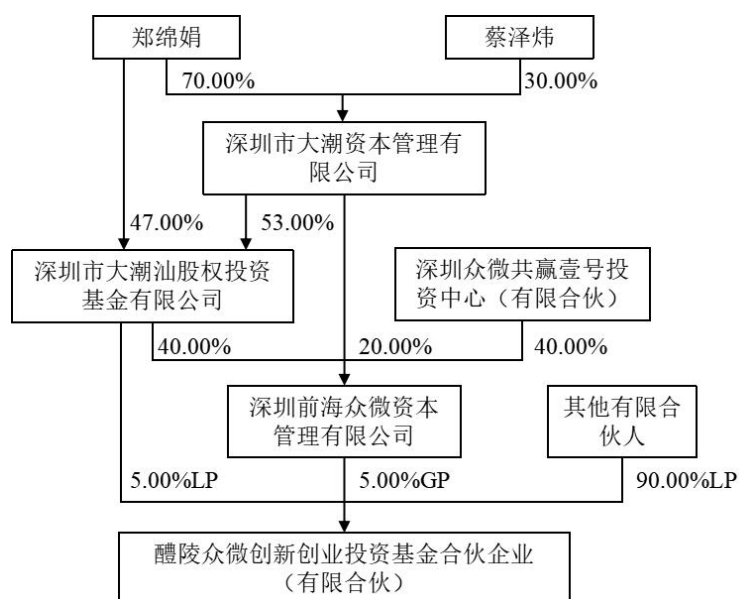 郑绵娟
蔡泽炜
70.00%
30.00%
深圳市大潮资本管理有
限公司
47.00%
53.00%
深圳市大潮汕股权投资
基金有限公司
深圳众微共赢壹号投
资中心（有限合伙）
40.00%
20.00%
40.00%
深圳前海众微资本
管理有限公司
其他有限合
伙人
5.00%LP
5.00%GP
90.00%LP
醴陵众微创新创业投资基金合伙企业
（有限合伙）